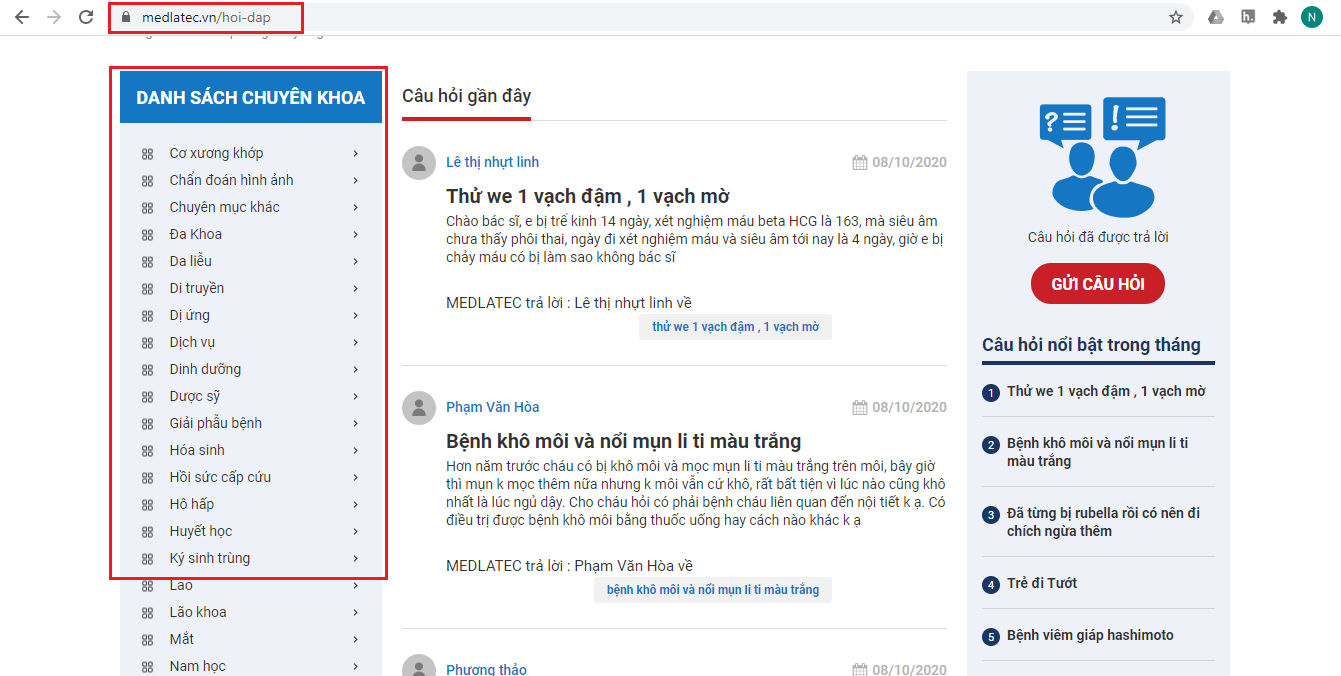 medlatec.vn/hoi-dap
N
DANH SÁCH CHUYÊN KHOA
Cơ xương khớp
Chẩn đoán hình ảnh
Chuyên mục khác
Đa Khoa
Da liễu
Di truyền
Dị ứng
Dịch vụ
Dinh dưỡng
Dược sỹ
Giải phẫu bệnh
Hóa sinh
Hồi sức cấp cứu
Hô hấp
Huyết học
Ký sinh trùng
Lao
Lão khoa
Mắt
Nam học
Câu hỏi gần đây
Lê thị nhựt linh
08/10/2020
Thử we 1 vạch đậm , 1 vạch mờ
Chào bác sĩ, e bị trế kinh 14 ngày, xét nghiệm máu beta HCG là 163, mà siêu âm
chưa thấy phôi thai, ngày đi xét nghiệm máu và siêu âm tới nay là 4 ngày, giờ e bị
chảy máu có bị làm sao không bác sĩ
MEDLATEC trả lời : Lê thị nhựt linh về
thử we 1 vạch đậm , 1 vạch mờ
Phạm Văn Hòa
08/10/2020
Bệnh khô môi và nổi mụn li ti màu trắng
Hơn năm trước cháu có bị khô môi và mọc mụn li ti màu trắng trên môi, bây giờ
thì mụn k mọc thêm nữa nhưng k môi vẫn cứ khô, rất bất tiện vì lúc nào cũng khô
nhất là lúc ngủ dậy. Cho cháu hỏi có phải bệnh cháu liên quan đến nội tiết k ạ. Có
điều trị được bệnh khô môi bằng thuốc uống hay cách nào khác k ạ
MEDLATEC trả lời : Phạm Văn Hòa về
bệnh khô môi và nổi mụn li ti màu trắng
Phương thảo
08/10/2020
Câu hỏi đã được trả lời
GỬI CÂU HỎI
Câu hỏi nổi bật trong tháng
1 Thử we 1 vạch đậm , 1 vạch mờ
2 Bệnh khô môi và nổi mụn li ti
màu trắng
3 Đã từng bị rubella rồi có nên đi
chích ngừa thêm
4 Trẻ đi Tướt
5 Bệnh viêm giáp hashimoto